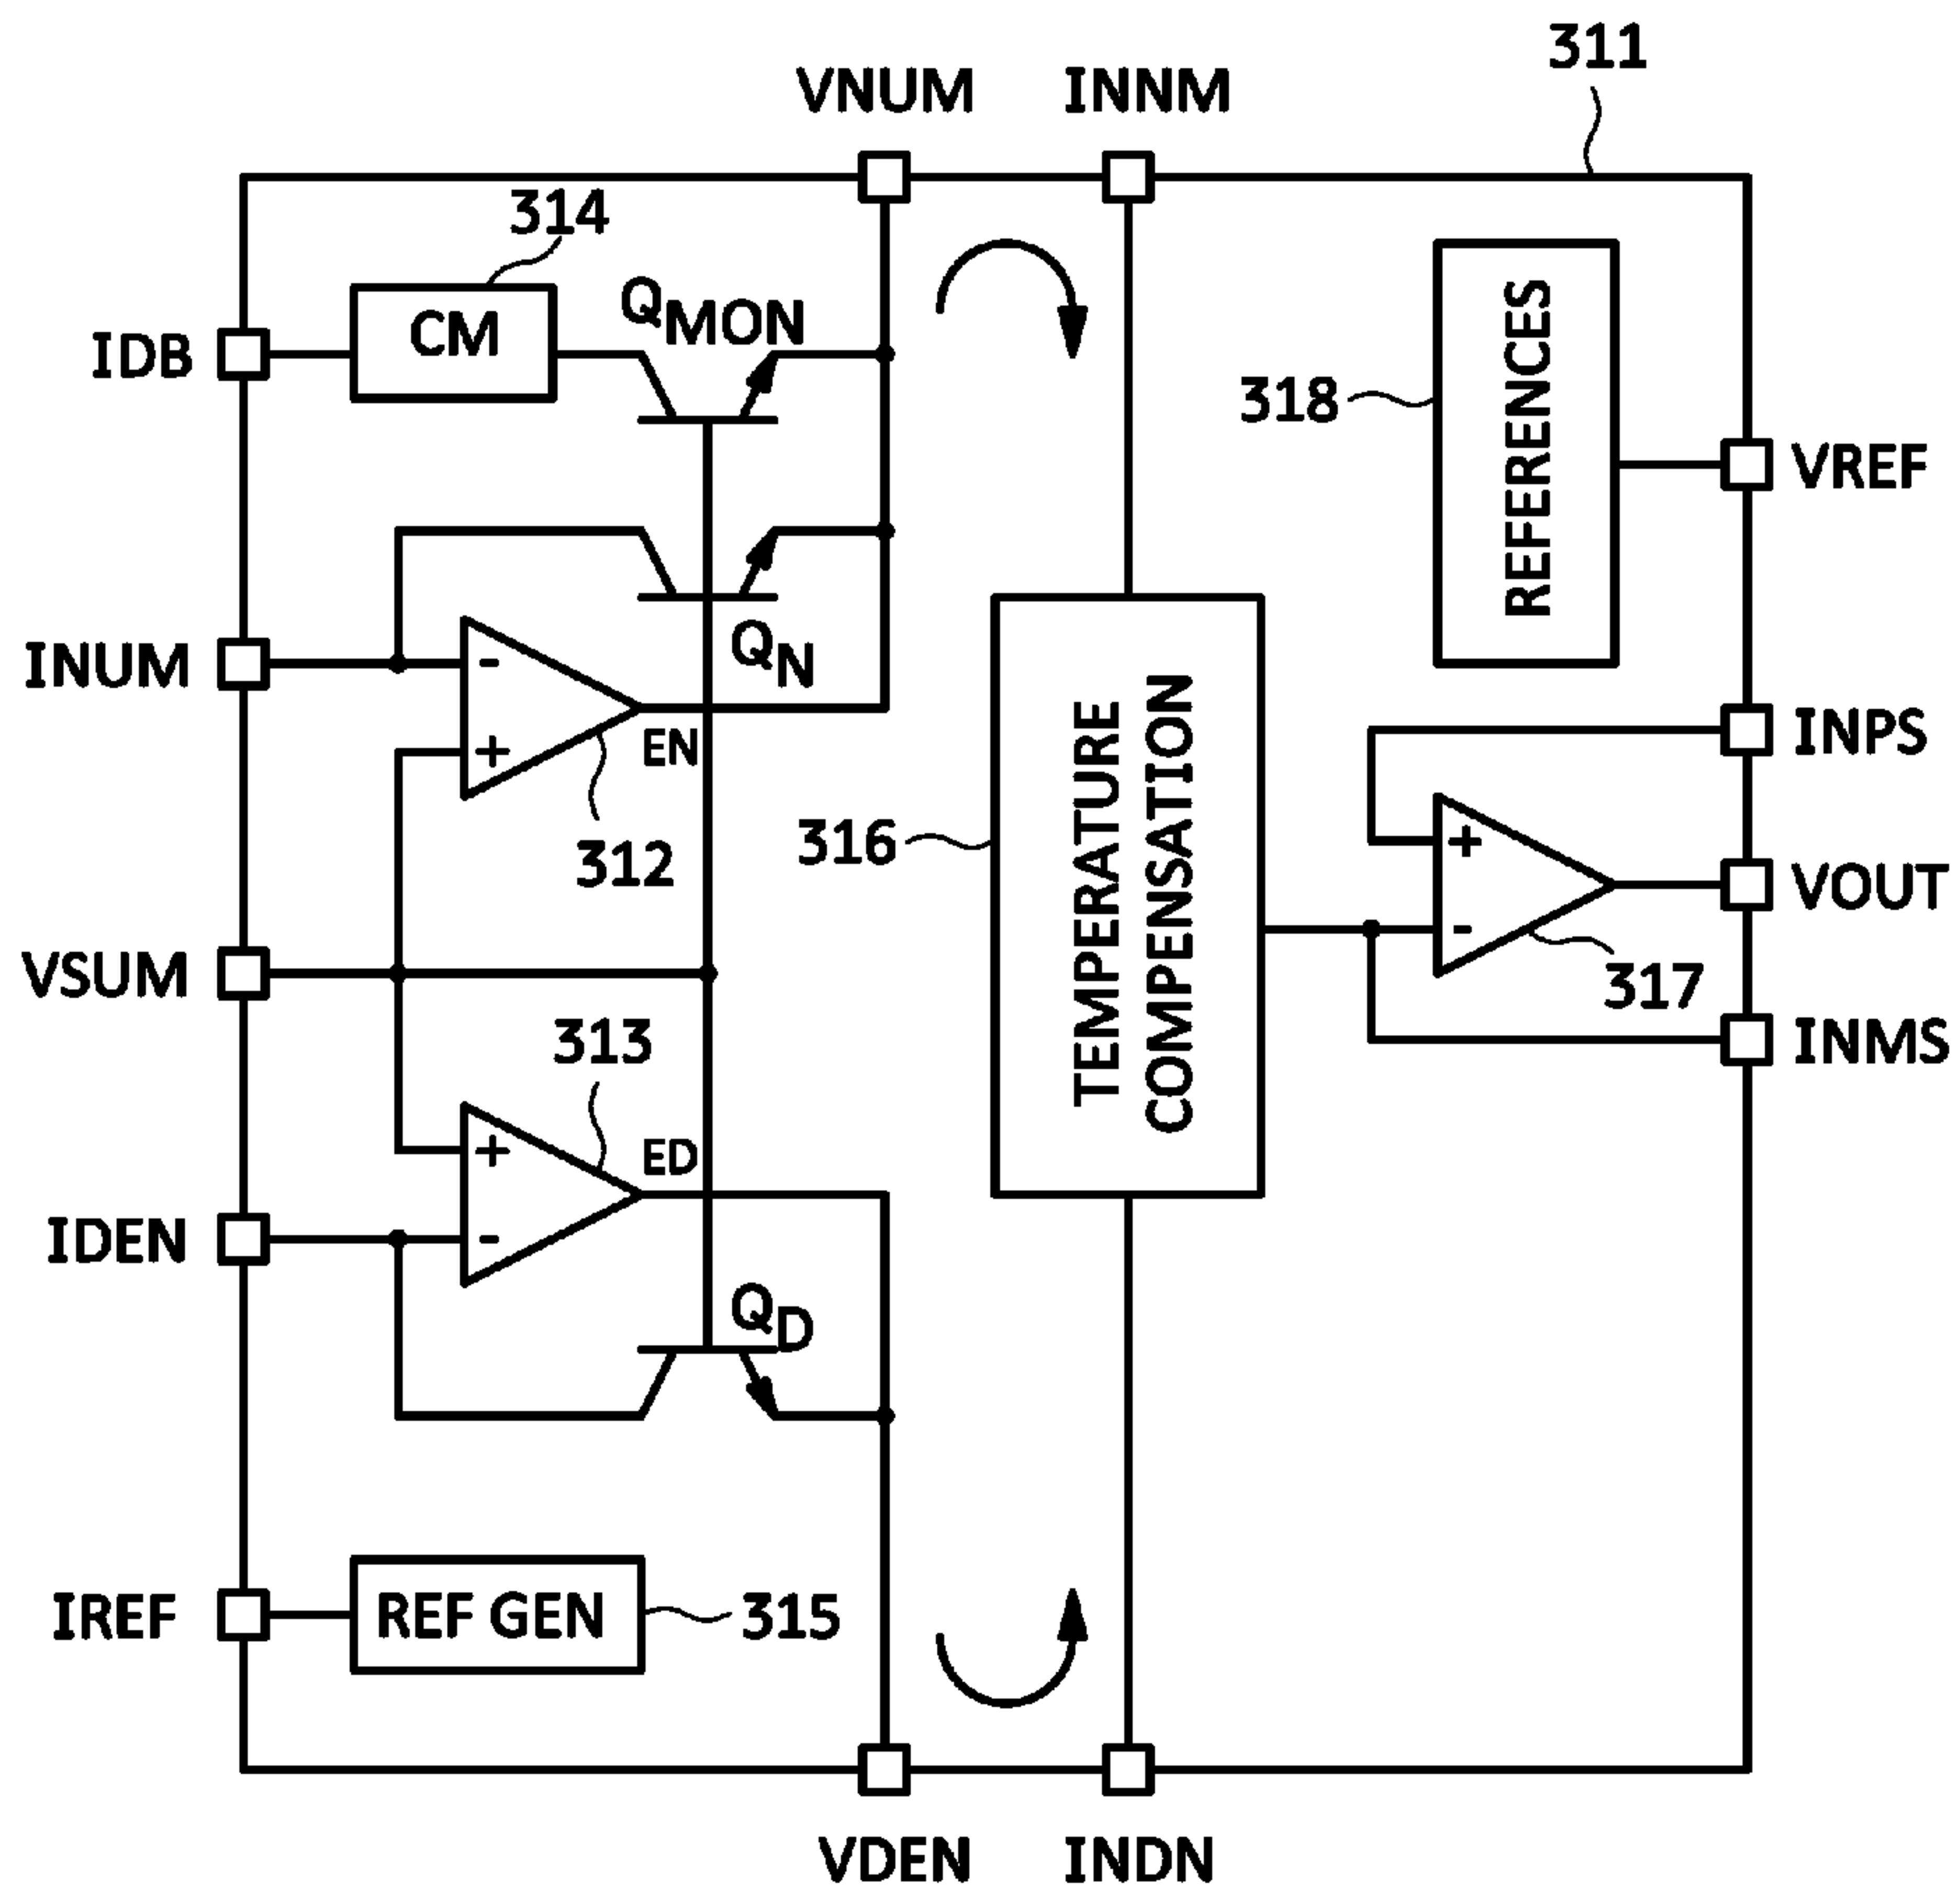 311
VNUM
INNM
314
CM
QMON
IDB
REFERENCES
318
VREF
QN
INUM
-
+
EN
312
TEMPERATURE
COMPENSATION
316
INPS
+
-
VOUT
317
VSUM
INMS
313
+
-
ED
IDEN
QD
IREF
REF GEN
315
VDEN
INDN